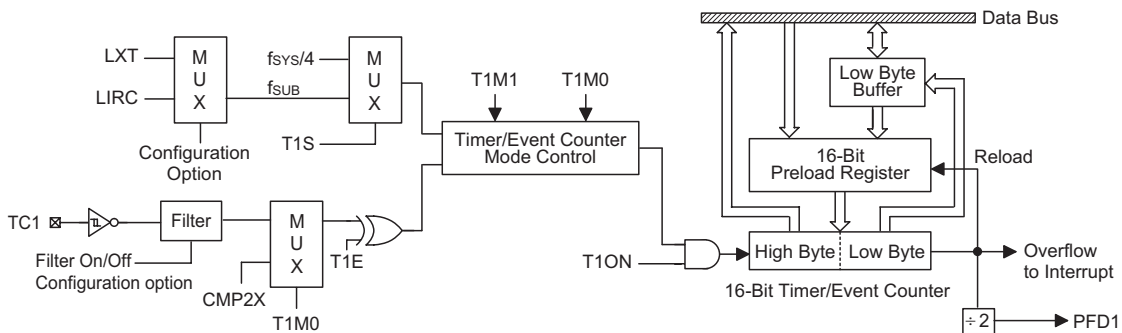 Data Bus
LXT
LIRC
M
U
X
Configuration
Option
fSYS/4
fSUB
M
U
X
T1S
T1M1
T1M0
Timer/Event Counter
Mode Control
Low Byte
Buffer
16-Bit
Preload Register
Reload
TC1
Filter
Filter On/Off
Configuration option
M
U
X
CMP2X
T1M0
T1E
T1ON
High Byte
Low Byte
16-Bit Timer/Event Counter
Overflow
to Interrupt
÷2
PFD1